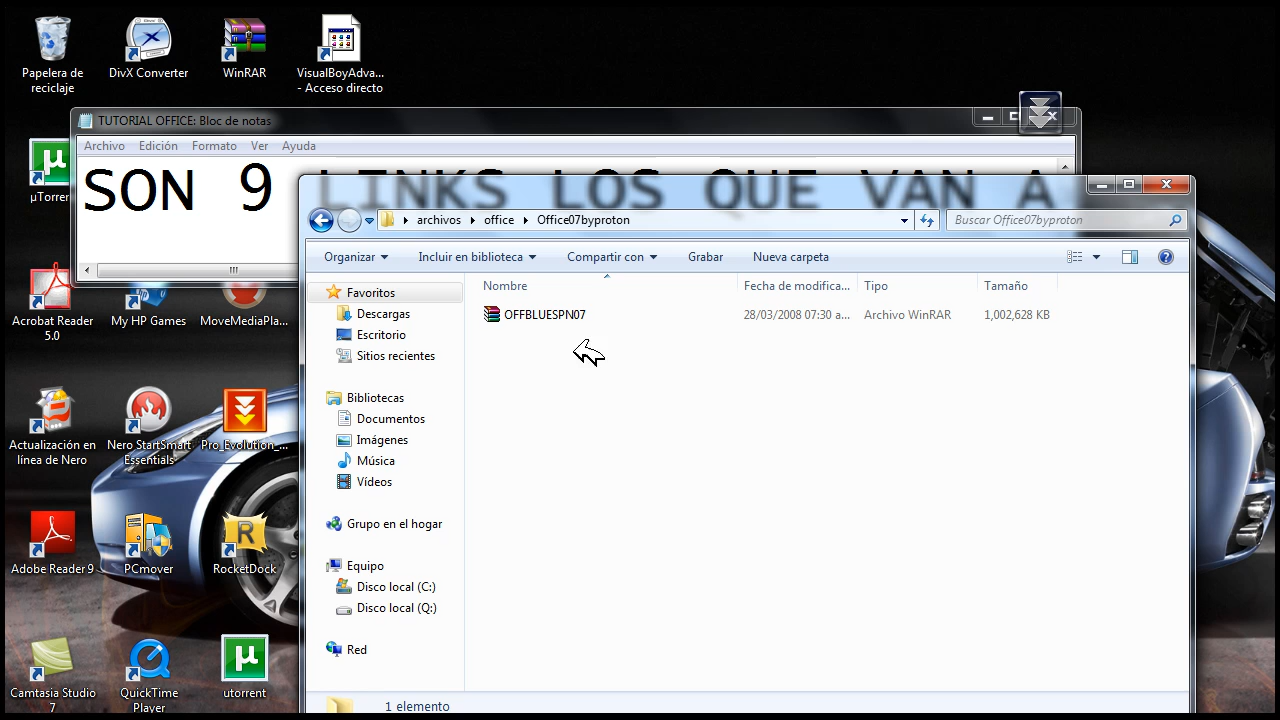 Papelera de reciclaje
DivX Converter
WinRAR
VisualBoyAdva... - Acceso directo
TUTORIAL OFFICE: Bloc de notas
Archivo Edición Formato Ver Ayuda
SON 9 LINKS LOS QUE VAN A
µTorrent
archivos office Office07byproton
Buscar Office07byproton
Organizar Incluir en biblioteca Compartir con Grabar Nueva carpeta
Nombre Fecha de modifica... Tipo Tamaño
OFFBLUESPN07 28/03/2008 07:30 a... Archivo WinRAR 1,002,628 KB
Favoritos
Descargas
Escritorio
Sitios recientes
Bibliotecas
Documentos
Imágenes
Música
Vídeos
Grupo en el hogar
Equipo
Disco local (C:)
Disco local (Q:)
Red
1 elemento
Acrobat Reader 5.0
My HP Games
MoveMediaPla...
Actualización en línea de Nero
Nero StartSmart Essentials
Pro_Evolution_...
Adobe Reader 9
PCmover
RocketDock
Camtasia Studio 7
QuickTime Player
utorrent